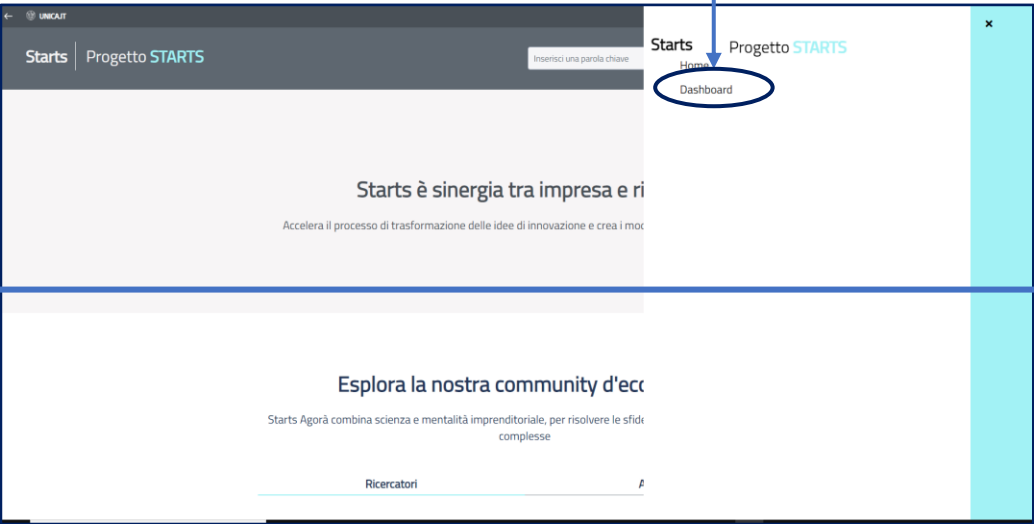 UNICA.IT
Starts Progetto STARTS
Inserisci una parola chiave
Starts Progetto STARTS
Home
Dashboard
×
Starts è sinergia tra impresa e ri
Accelera il processo di trasformazione delle idee di innovazione e crea i mod
Esplora la nostra community d'eco
Starts Agorà combina scienza e mentalità imprenditoriale, per risolvere le sfide
complesse
Ricercatori A